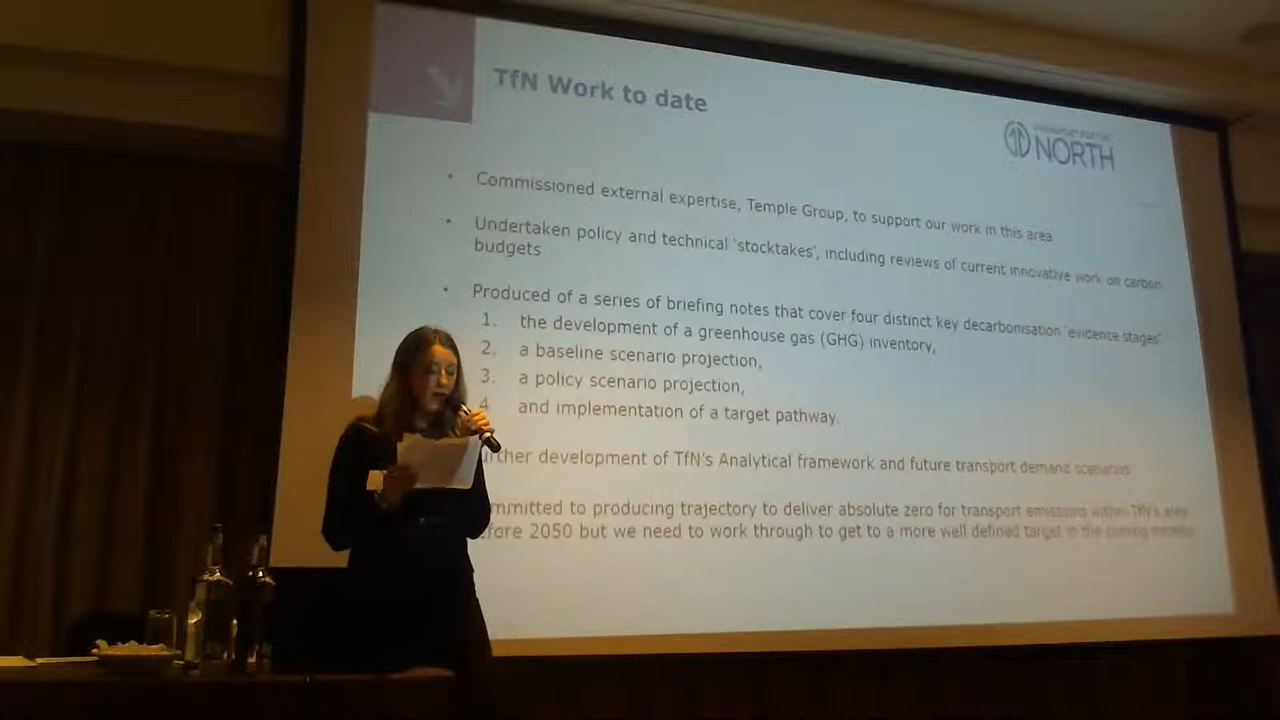 TfN Work to date
TRANSPORT FOR THE
NORTH
• Commissioned external expertise, Temple Group, to support our work in this area
• Undertaken policy and technical 'stocktakes', including reviews of current innovative work on carbon
budgets
• Produced of a series of briefing notes that cover four distinct key decarbonisation 'evidence stages'
1. the development of a greenhouse gas (GHG) inventory,
2. a baseline scenario projection,
3. a policy scenario projection,
4. and implementation of a target pathway.
urther development of TfN's Analytical framework and future transport demand scenarios
mmitted to producing trajectory to deliver absolute zero for transport emissions within TfN's area
efore 2050 but we need to work through to get to a more well defined target in the coming months